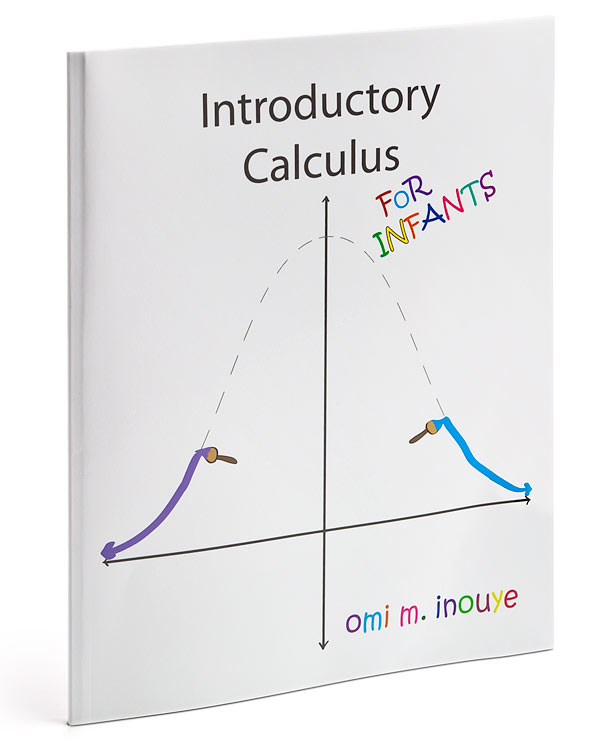 Introductory
Calculus
FOR
INFANTS
omi m. inouye